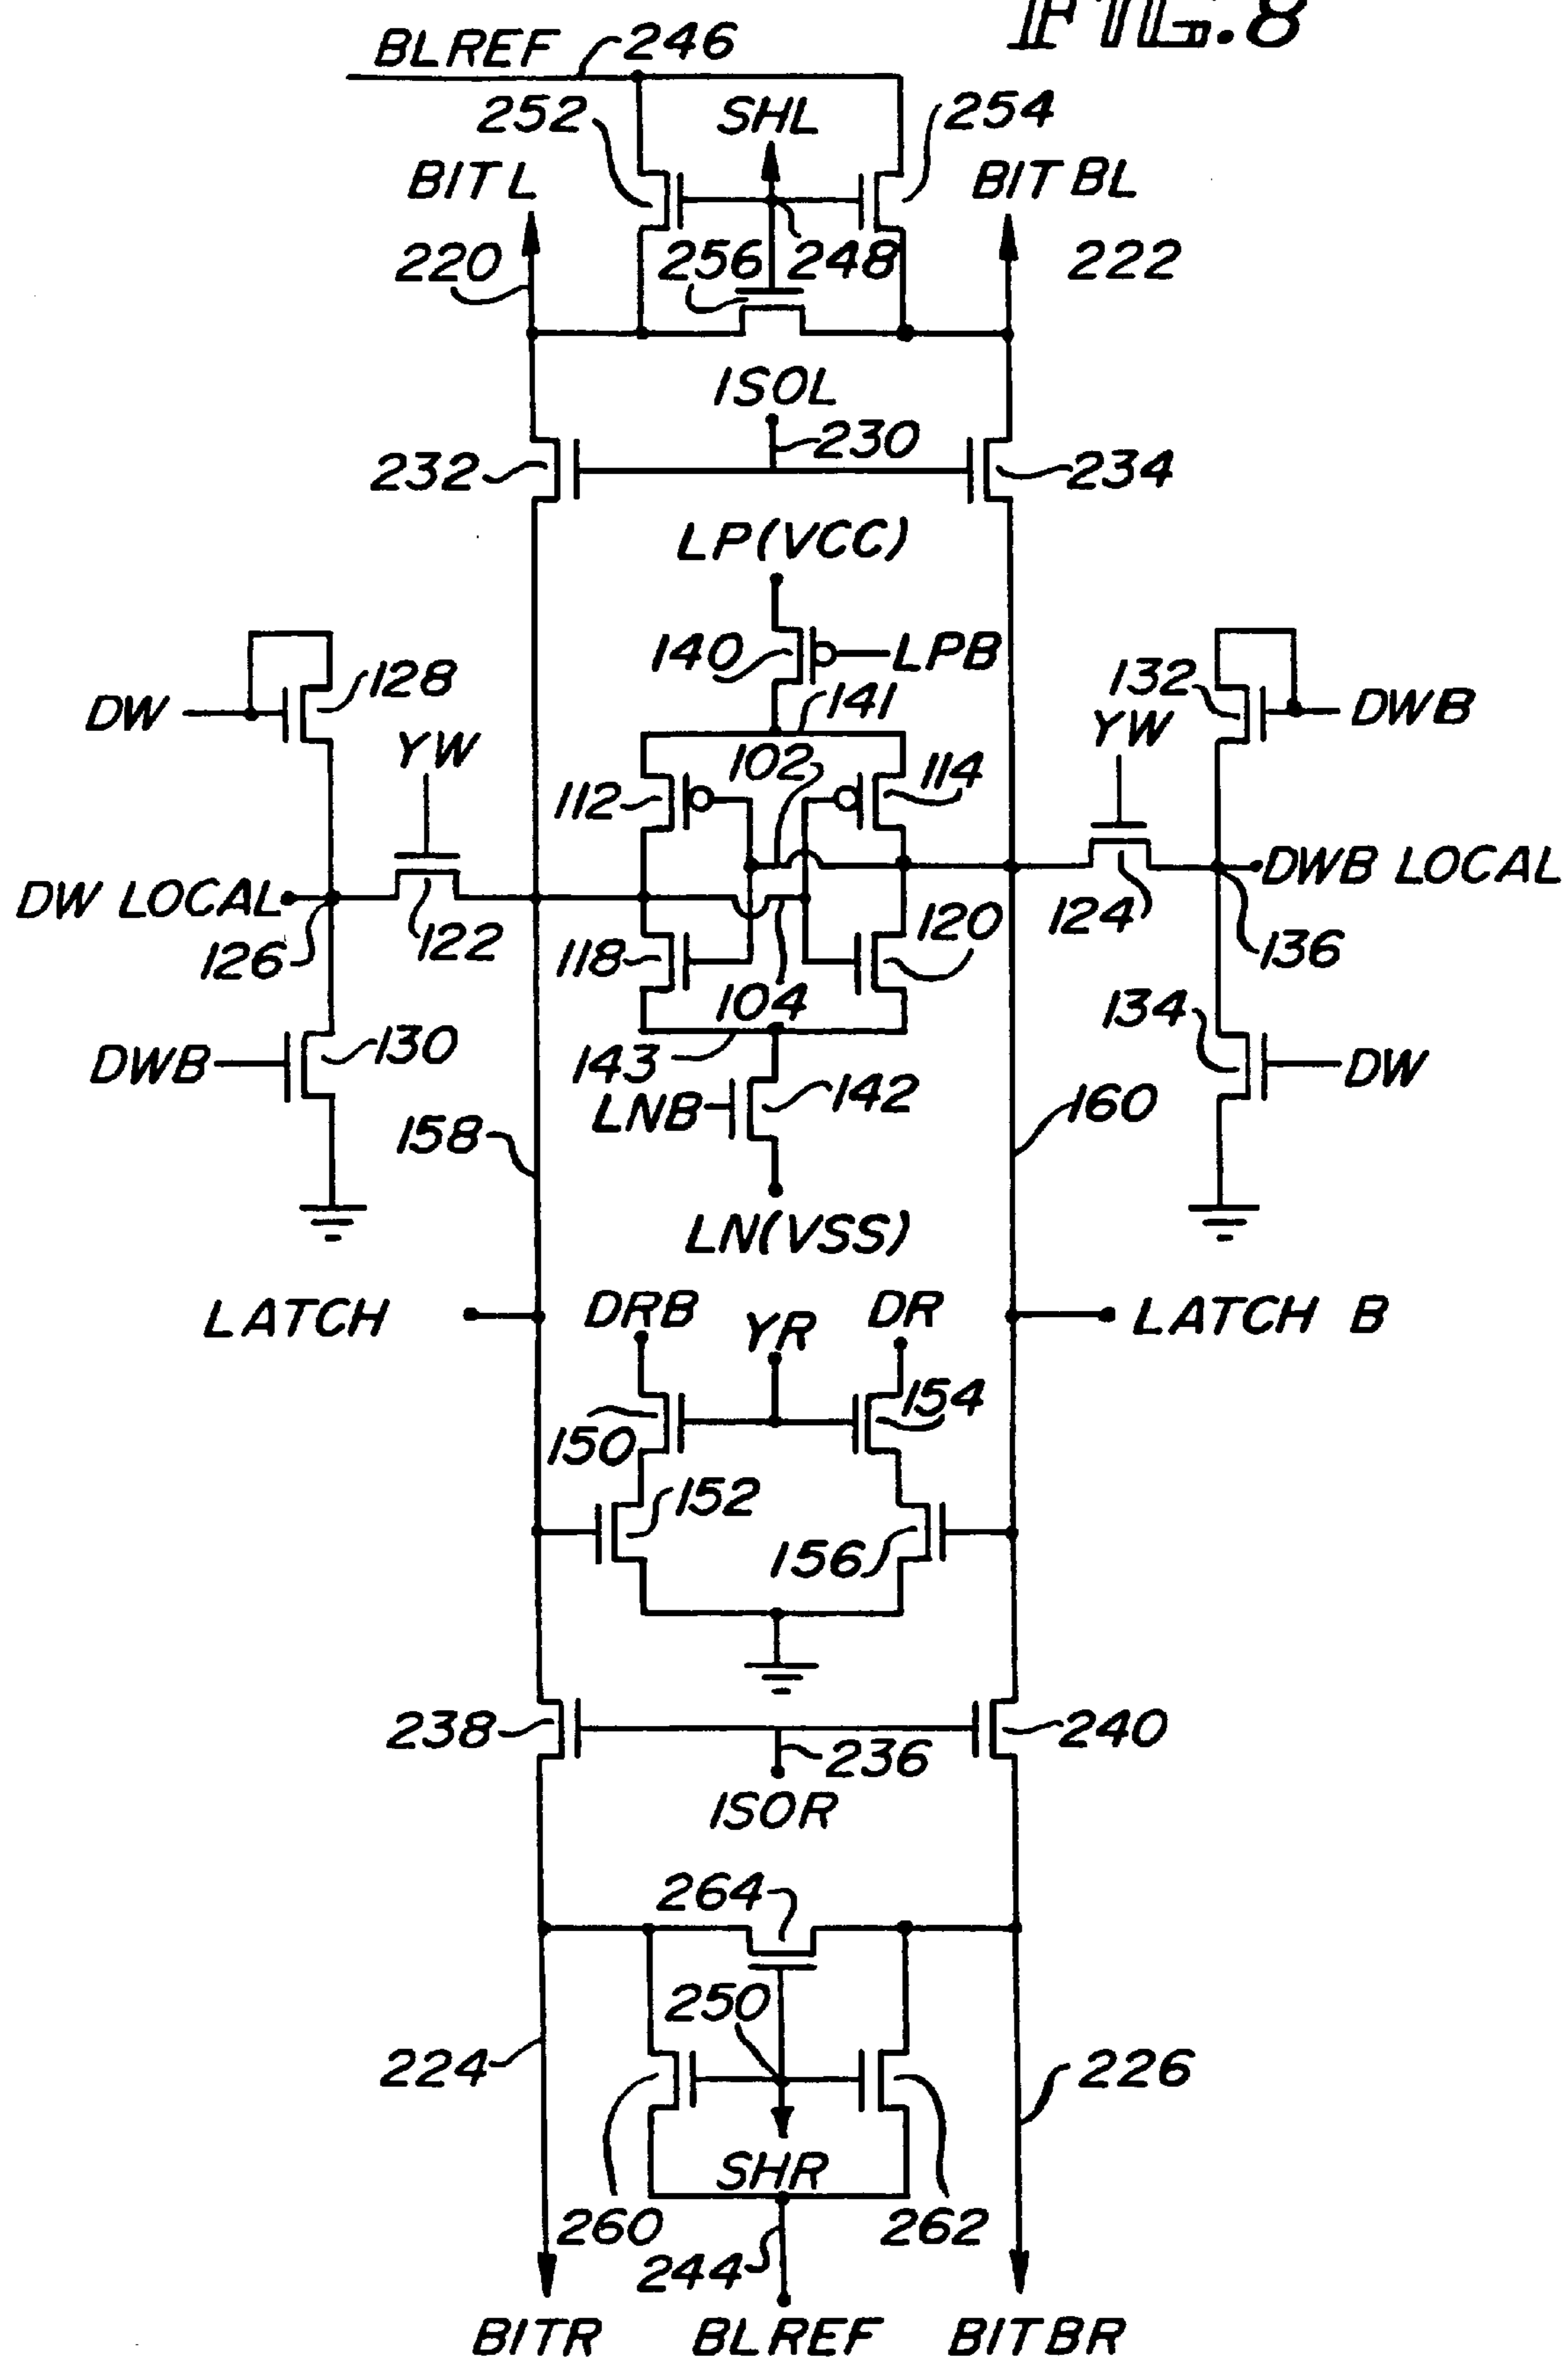 FIG. 8
BLREF 246
252 SHL 254
BITL BIT BL
220 256 248 222
ISOL
230
232 234
LP(VCC)
140 LPB
128 132
DW 141 DWB
YW YW
102
112 114
DW LOCAL DWB LOCAL
126 122 118 120 124 136
104
130 134
DWB 143 DW
LNB 142
158 160
LN(VSS)
LATCH DRB YR DR LATCH B
150 154
152
156
238 240
236
ISOR
264
250
224 226
SHR
260 262
244
BITR BLREF BITBR